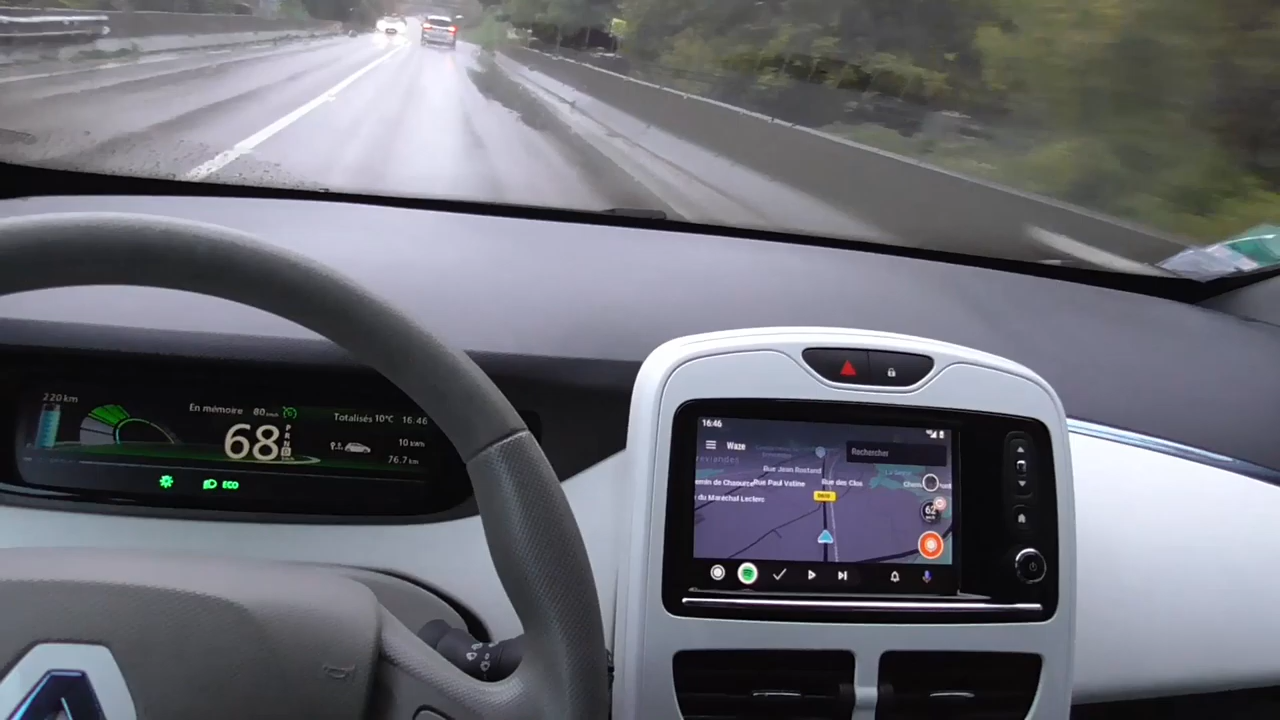 220 km
En mémoire 80 km/h
Totalisés 10°C 16:46
68
P
R
N
D
km/h
10 kWh
76.7 km
ECO
16:46
Waze
Rechercher
Rue Jean Rostand
Rue Paul Valine
Rue des Clos
du Maréchal Leclerc
62